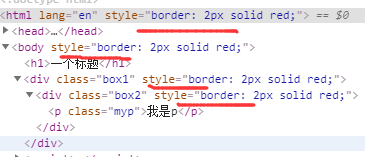 <!doctype html>
<html lang="en" style="border: 2px solid red;"> == $0
<head>…</head>
<body style="border: 2px solid red;">
<h1>一个标题</h1>
<div class="box1" style="border: 2px solid red;">
<div class="box2" style="border: 2px solid red;">
<p class="myp">我是p</p>
</div>
</div>